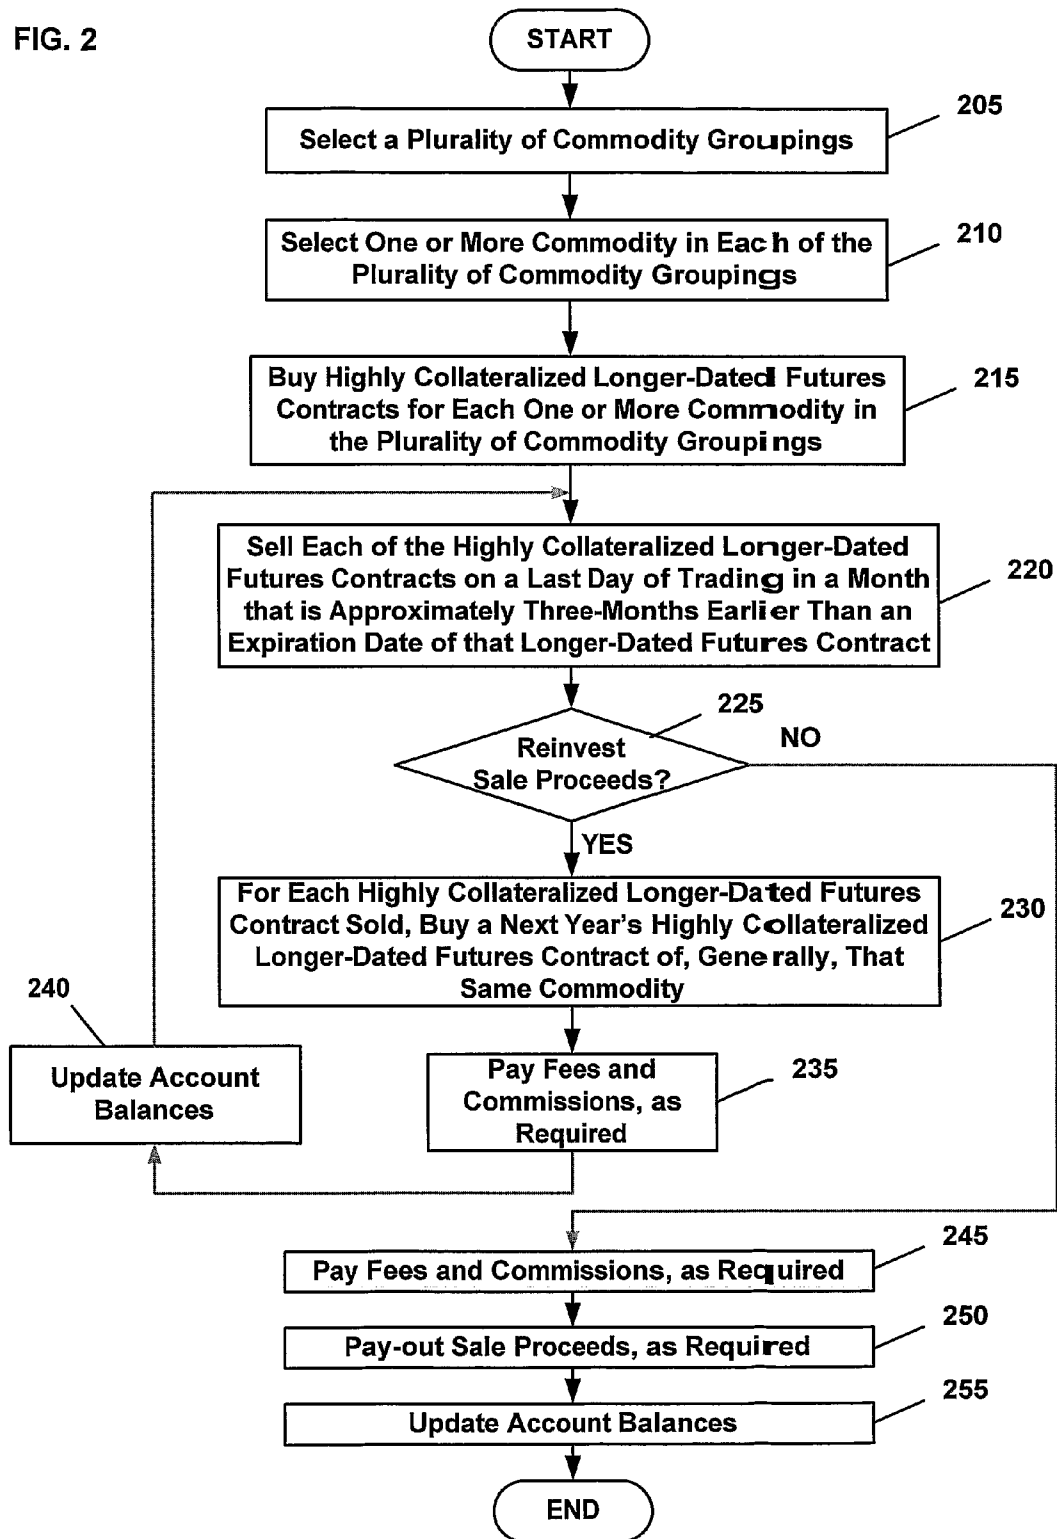 FIG. 2
START
205
Select a Plurality of Commodity Groupings
210
Select One or More Commodity in Each of the
Plurality of Commodity Groupings
215
Buy Highly Collateralized Longer-Dated Futures
Contracts for Each One or More Commodity in
the Plurality of Commodity Groupings
220
Sell Each of the Highly Collateralized Longer-Dated
Futures Contracts on a Last Day of Trading in a Month
that is Approximately Three-Months Earlier Than an
Expiration Date of that Longer-Dated Futures Contract
225
NO
Reinvest
Sale Proceeds?
YES
230
For Each Highly Collateralized Longer-Dated Futures
Contract Sold, Buy a Next Year's Highly Collateralized
Longer-Dated Futures Contract of, Generally, That
Same Commodity
240
Update Account
Balances
235
Pay Fees and
Commissions, as
Required
245
Pay Fees and Commissions, as Required
250
Pay-out Sale Proceeds, as Required
255
Update Account Balances
END